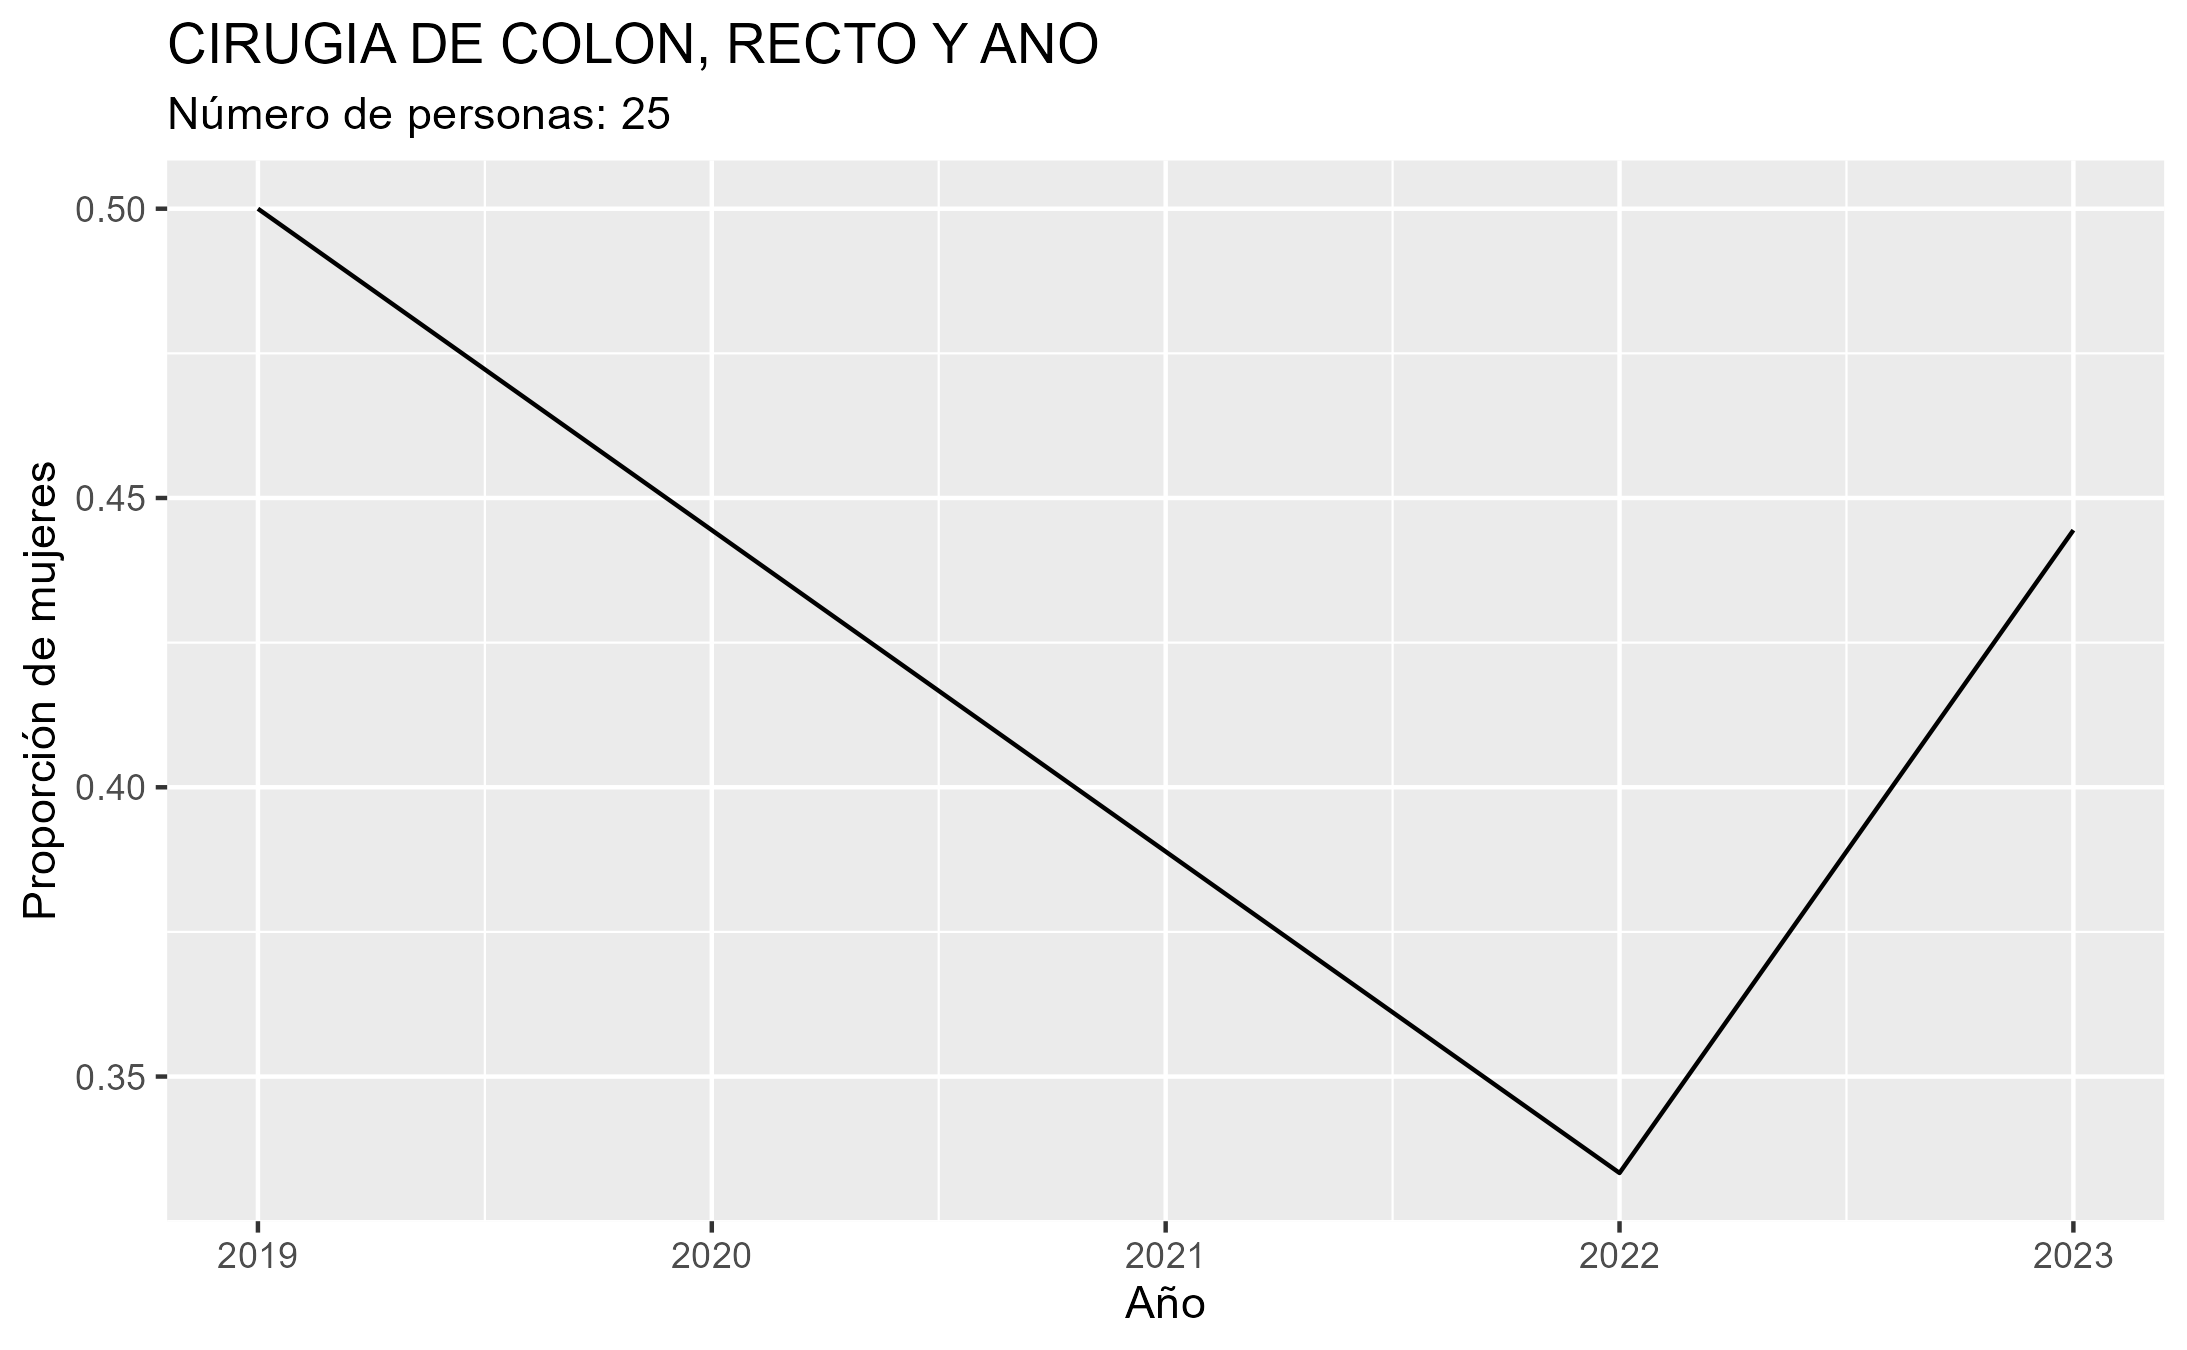 CIRUGIA DE COLON, RECTO Y ANO
Número de personas: 25
Proporción de mujeres
0.50
0.45
0.40
0.35
2019 2020 2021 2022 2023
Año